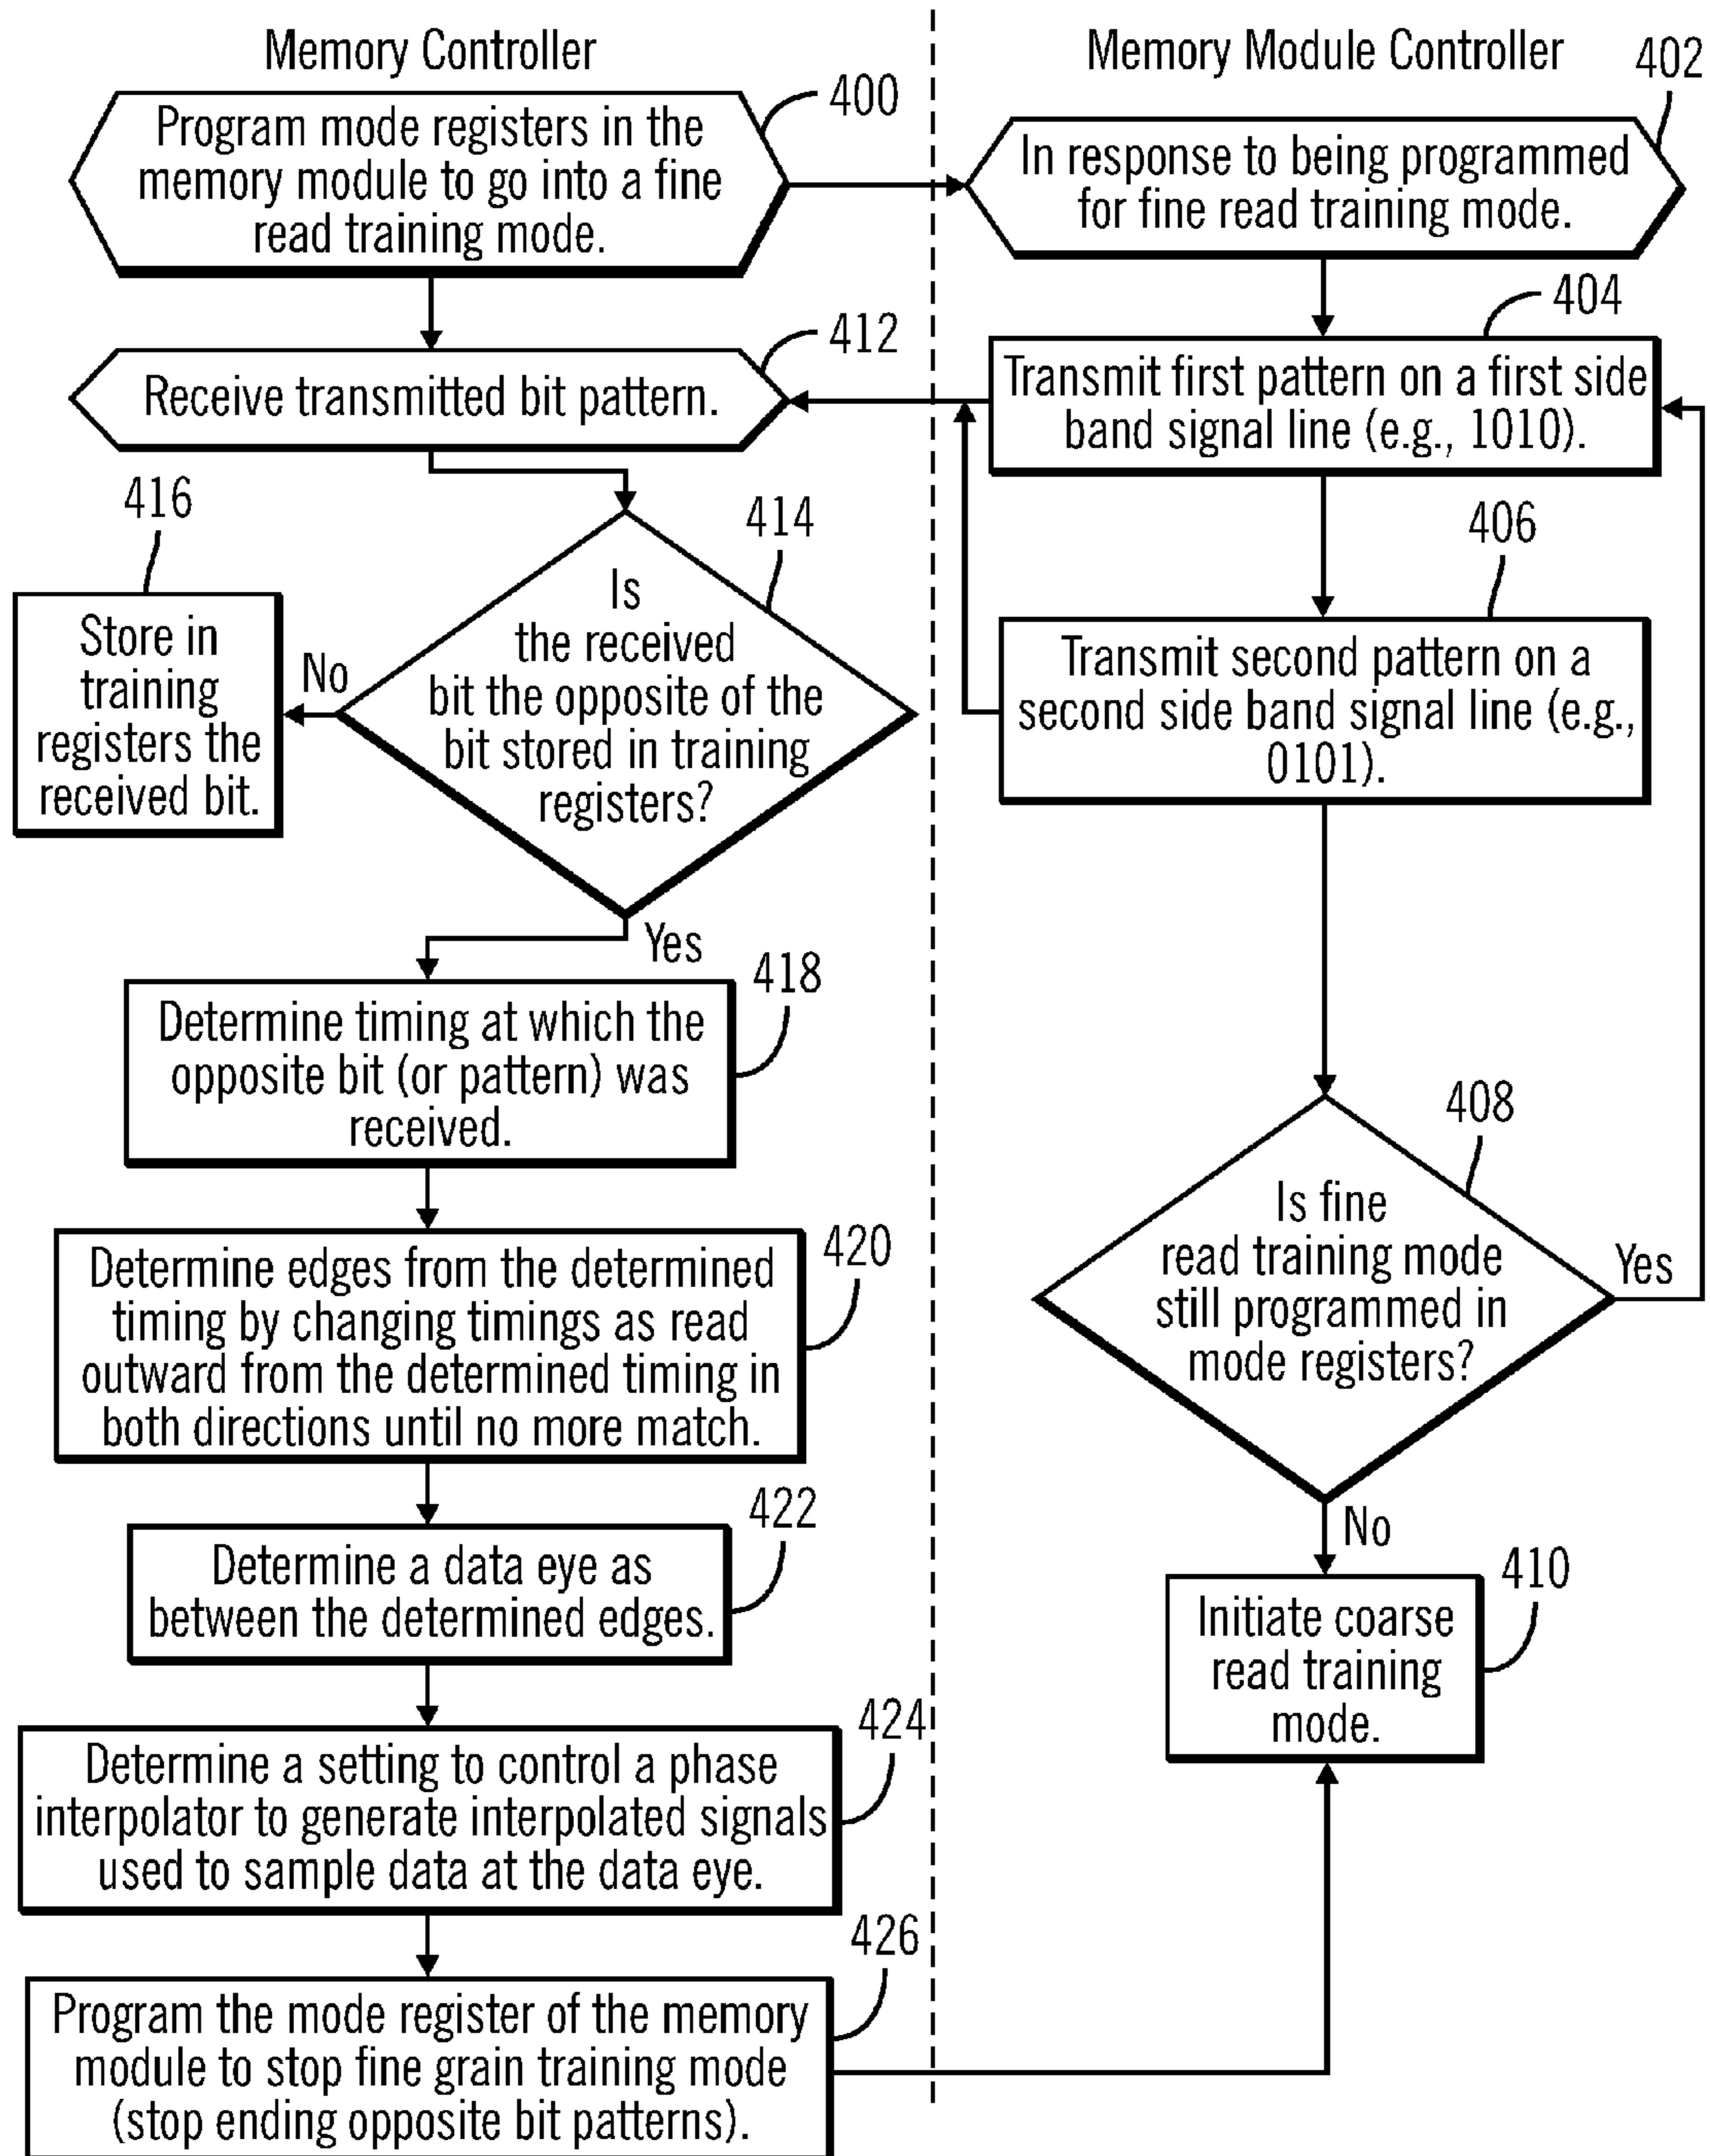 Memory Controller
Memory Module Controller
400
Program mode registers in the
memory module to go into a fine
read training mode.
402
In response to being programmed
for fine read training mode.
412
Receive transmitted bit pattern.
404
Transmit first pattern on a first side
band signal line (e.g., 1010).
406
Transmit second pattern on a
second side band signal line (e.g.,
0101).
414
Is
the received
bit the opposite of the
bit stored in training
registers?
No
416
Store in
training
registers the
received bit.
Yes
418
Determine timing at which the
opposite bit (or pattern) was
received.
420
Determine edges from the determined
timing by changing timings as read
outward from the determined timing in
both directions until no more match.
408
Is fine
read training mode
still programmed in
mode registers?
Yes
No
422
Determine a data eye as
between the determined edges.
410
Initiate coarse
read training
mode.
424
Determine a setting to control a phase
interpolator to generate interpolated signals
used to sample data at the data eye.
426
Program the mode register of the memory
module to stop fine grain training mode
(stop ending opposite bit patterns).